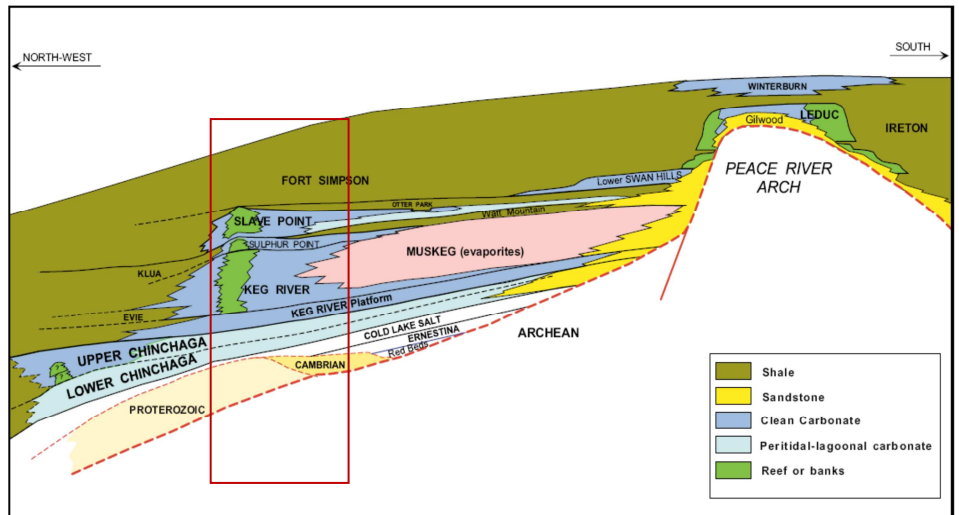 NORTH-WEST
SOUTH
WINTERBURN
LEDUC
Gilwood
IRETON
PEACE RIVER
ARCH
FORT SIMPSON
Lower SWAN HILLS
OTTER PARK
Watt Mountain
SLAVE POINT
SULPHUR POINT
MUSKEG (evaporites)
KLUA
KEG RIVER
KEG RIVER Platform
EVIE
COLD LAKE SALT
ERNESTINA
Red Beds
ARCHEAN
UPPER CHINCHAGA
LOWER CHINCHAGA
CAMBRIAN
PROTEROZOIC
Shale
Sandstone
Clean Carbonate
Peritidal-lagoonal carbonate
Reef or banks